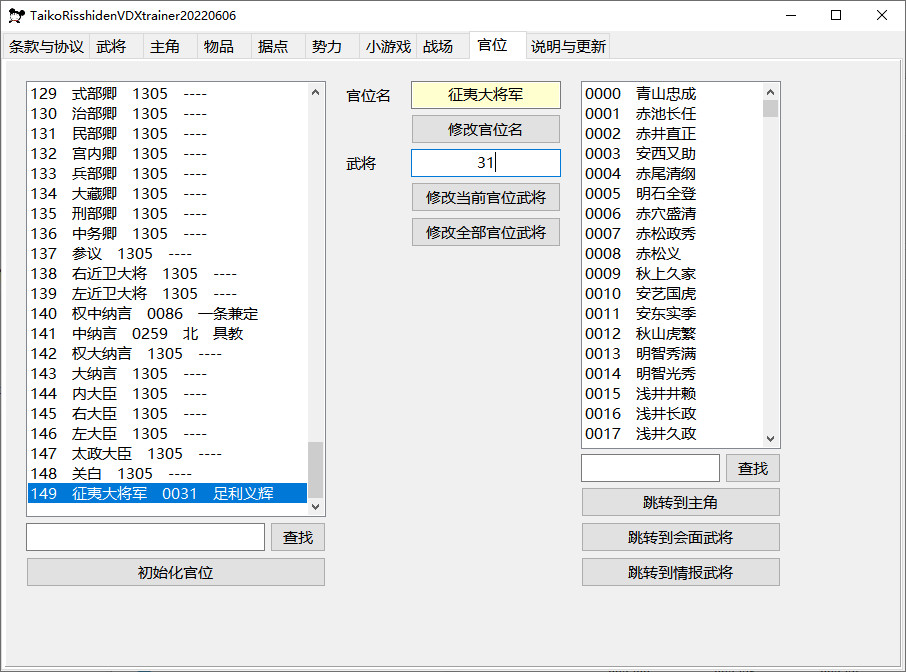 TaikoRisshidenVDXtrainer20220606
条款与协议 武将 主角 物品 据点 势力 小游戏 战场 官位 说明与更新
129 式部卿 1305 ----
130 治部卿 1305 ----
131 民部卿 1305 ----
132 宫内卿 1305 ----
133 兵部卿 1305 ----
134 大藏卿 1305 ----
135 刑部卿 1305 ----
136 中务卿 1305 ----
137 参议 1305 ----
138 右近卫大将 1305 ----
139 左近卫大将 1305 ----
140 权中纳言 0086 一条兼定
141 中纳言 0259 北 具教
142 权大纳言 1305 ----
143 大纳言 1305 ----
144 内大臣 1305 ----
145 右大臣 1305 ----
146 左大臣 1305 ----
147 太政大臣 1305 ----
148 关白 1305 ----
149 征夷大将军 0031 足利义辉
查找
初始化官位
官位名 征夷大将军
修改官位名
武将 31
修改当前官位武将
修改全部官位武将
0000 青山忠成
0001 赤池长任
0002 赤井直正
0003 安西又助
0004 赤尾清纲
0005 明石全登
0006 赤穴盛清
0007 赤松政秀
0008 赤松义
0009 秋上久家
0010 安艺国虎
0011 安东实季
0012 秋山虎繁
0013 明智秀满
0014 明智光秀
0015 浅井井赖
0016 浅井长政
0017 浅井久政
查找
跳转到主角
跳转到会面武将
跳转到情报武将